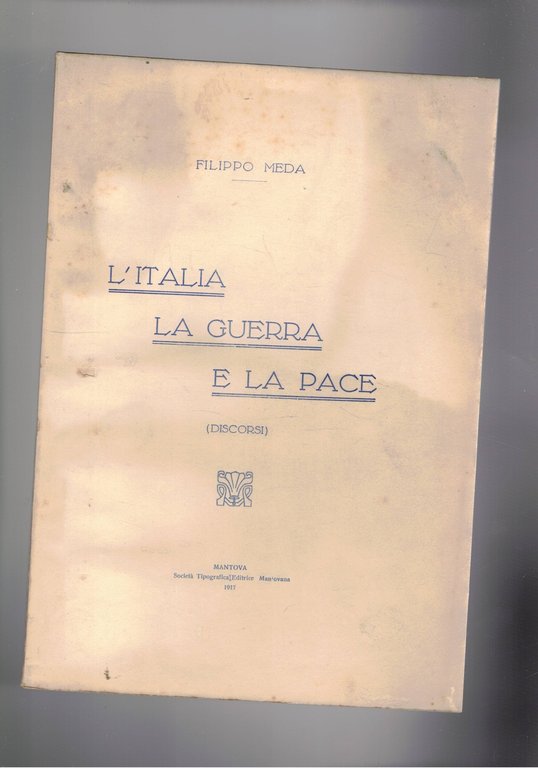 FILIPPO MEDA
L'ITALIA
LA GUERRA
E LA PACE
(DISCORSI)
MANTOVA
Società Tipografica Editrice Mantovana
1917